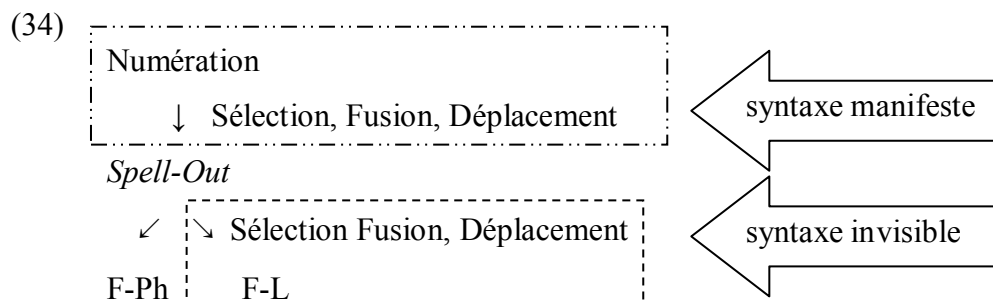 (34)
Numération
↓ Sélection, Fusion, Déplacement
syntaxe manifeste
Spell-Out
↙ ↘ Sélection Fusion, Déplacement
syntaxe invisible
F-Ph F-L